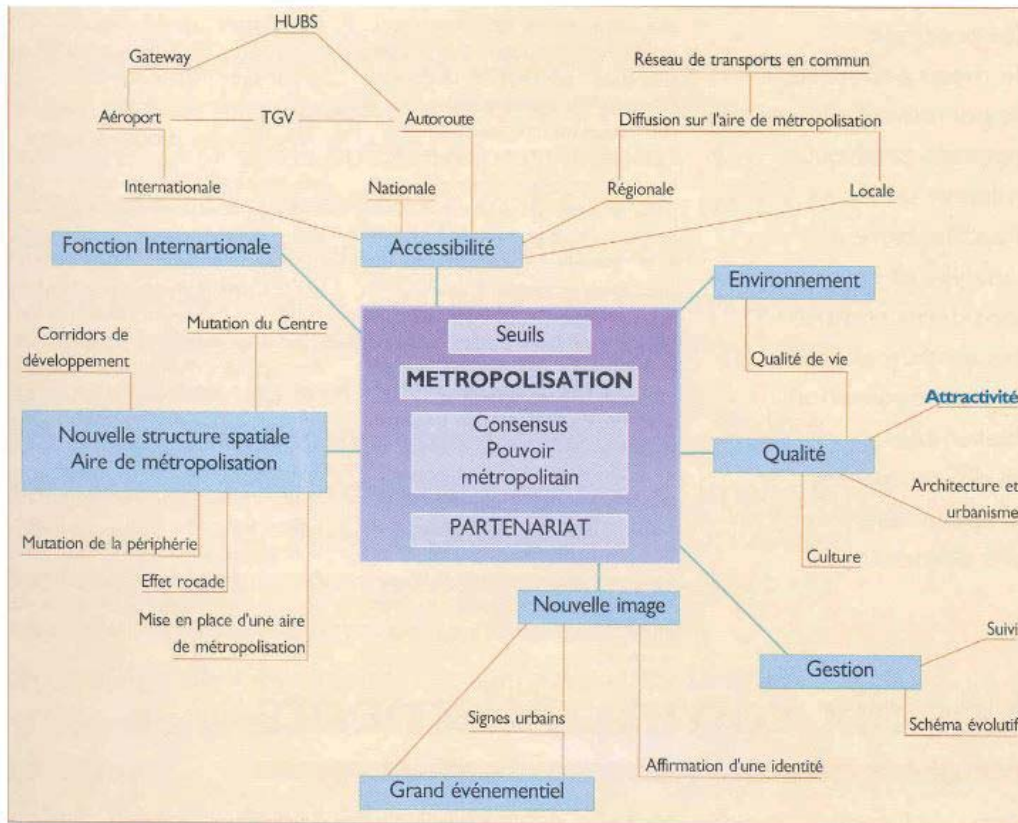 HUBS
Gateway
Réseau de transports en commun
Aéroport
TGV
Autoroute
Diffusion sur l'aire de métropolisation
Internationale
Nationale
Régionale
Locale
Fonction Internartionale
Accessibilité
Environnement
Mutation du Centre
Corridors de
développement
Seuils
Qualité de vie
METROPOLISATION
Attractivité
Nouvelle structure spatiale
Aire de métropolisation
Consensus
Pouvoir
métropolitain
Qualité
Architecture et
urbanisme
PARTENARIAT
Mutation de la périphérie
Culture
Effet rocade
Nouvelle image
Mise en place d'une aire
de métropolisation
Suivi
Gestion
Signes urbains
Schéma évolutif
Affirmation d'une identité
Grand événementiel